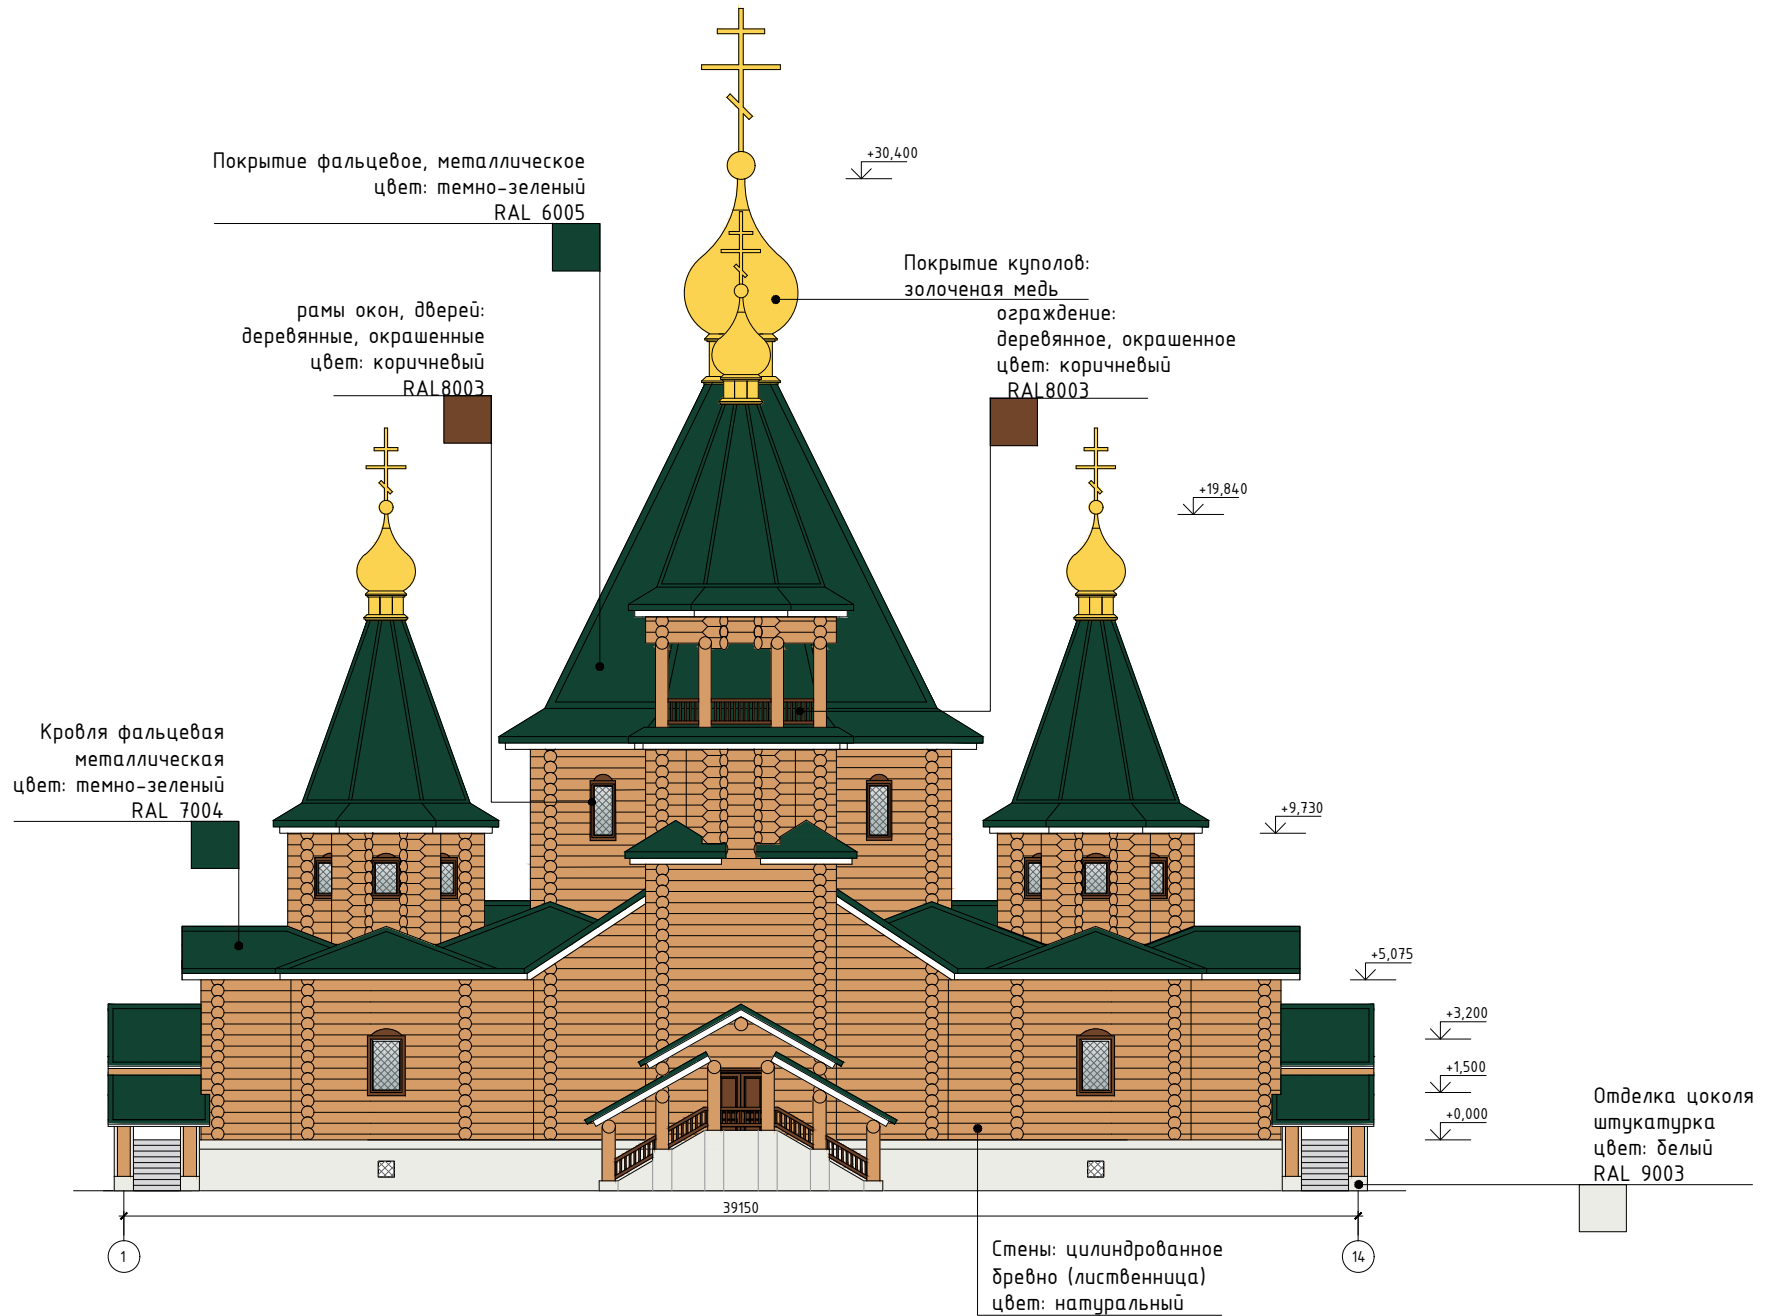 +30,400
Покрытие фальцевое, металлическое
цвет: темно-зеленый
RAL 6005
Покрытие куполов:
золоченая медь
рамы окон, дверей:
деревянные, окрашенные
цвет: коричневый
RAL8003
ограждение:
деревянное, окрашенное
цвет: коричневый
RAL8003
+19,840
Кровля фальцевая
металлическая
цвет: темно-зеленый
RAL 7004
+9,730
+5,075
+3,200
+1,500
+0,000
Отделка цоколя
штукатурка
цвет: белый
RAL 9003
39150
1
14
Стены: цилиндрованное
бревно (лиственница)
цвет: натуральный